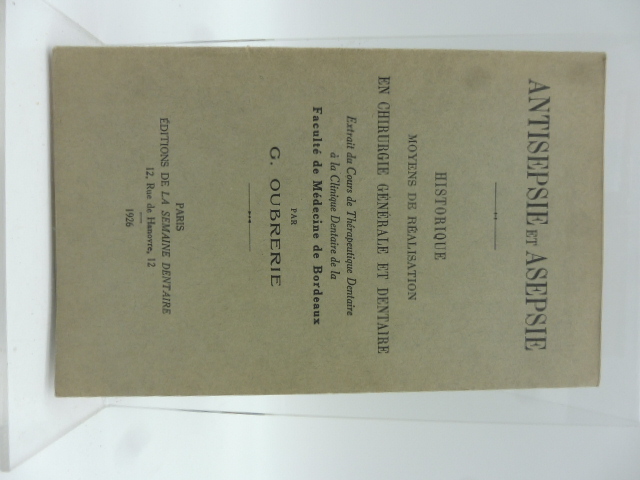 ANTISEPSIE ET ASEPSIE
HISTORIQUE
MOYENS DE RÉALISATION
EN CHIRURGIE GÉNÉRALE ET DENTAIRE
Extrait du Cours de Thérapeutique Dentaire
à la Clinique Dentaire de la
Faculté de Médecine de Bordeaux
PAR
G. OUBRERIE
PARIS
ÉDITIONS DE LA SEMAINE DENTAIRE
12, Rue de Hanovre, 12
1926